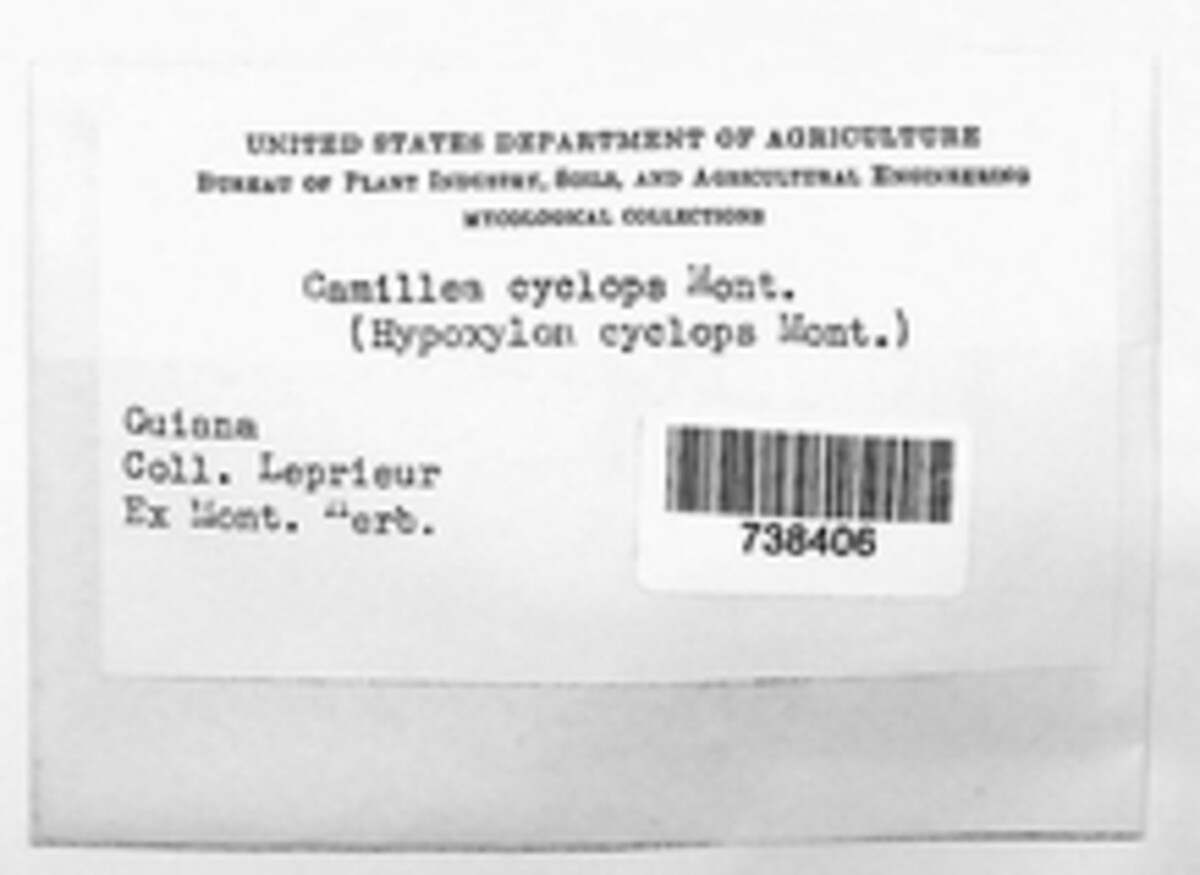 UNITED STATES DEPARTMENT OF AGRICULTURE
BUREAU OF PLANT INDUSTRY, SOILS, AND AGRICULTURAL ENGINEERING
MYCOLOGICAL COLLECTIONS
Camillea cyclops Mont.
(Hypoxylon cyclops Mont.)
Guiana
Coll. Leprieur
Ex Mont. Herb.
738406